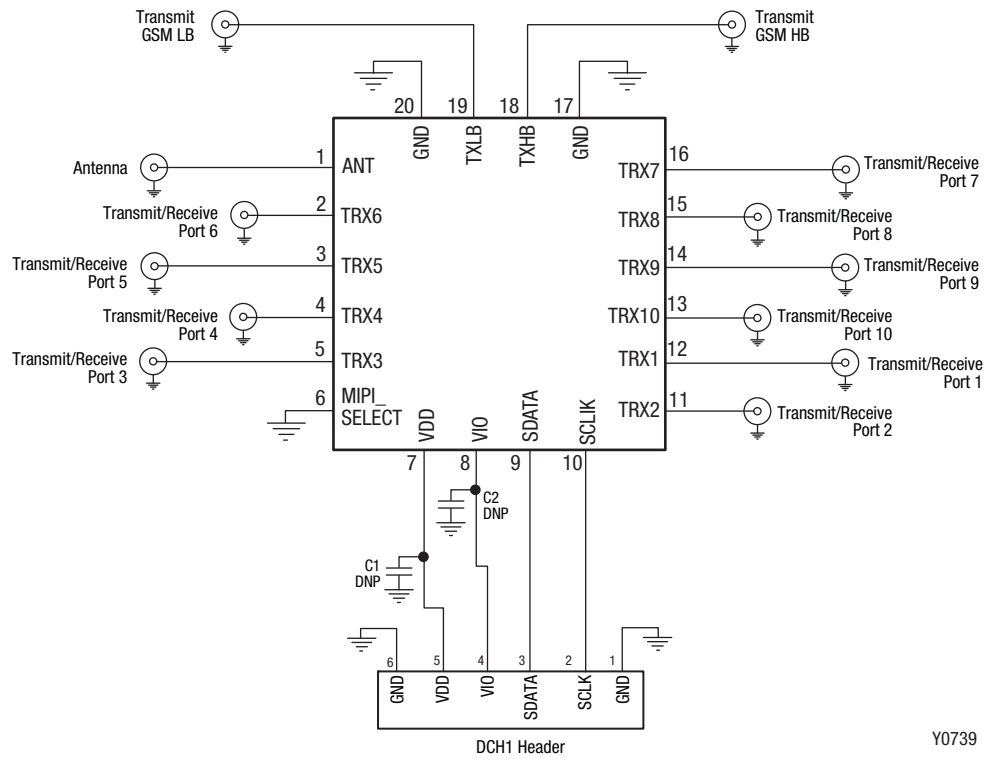 Transmit
GSM LB
Transmit
GSM HB
20
19
18
17
GND
TXLB
TXHB
GND
Antenna
1
ANT
Transmit/Receive
Port 6
2
TRX6
Transmit/Receive
Port 5
3
TRX5
Transmit/Receive
Port 4
4
TRX4
Transmit/Receive
Port 3
5
TRX3
6
MIPI_
SELECT
TRX7
16
Transmit/Receive
Port 7
TRX8
15
Transmit/Receive
Port 8
TRX9
14
Transmit/Receive
Port 9
TRX10
13
Transmit/Receive
Port 10
TRX1
12
Transmit/Receive
Port 1
TRX2
11
Transmit/Receive
Port 2
VDD
VIO
SDATA
SCLIK
7
8
9
10
C2
DNP
C1
DNP
6
5
4
3
2
1
GND
VDD
VIO
SDATA
SCLK
GND
DCH1 Header
Y0739